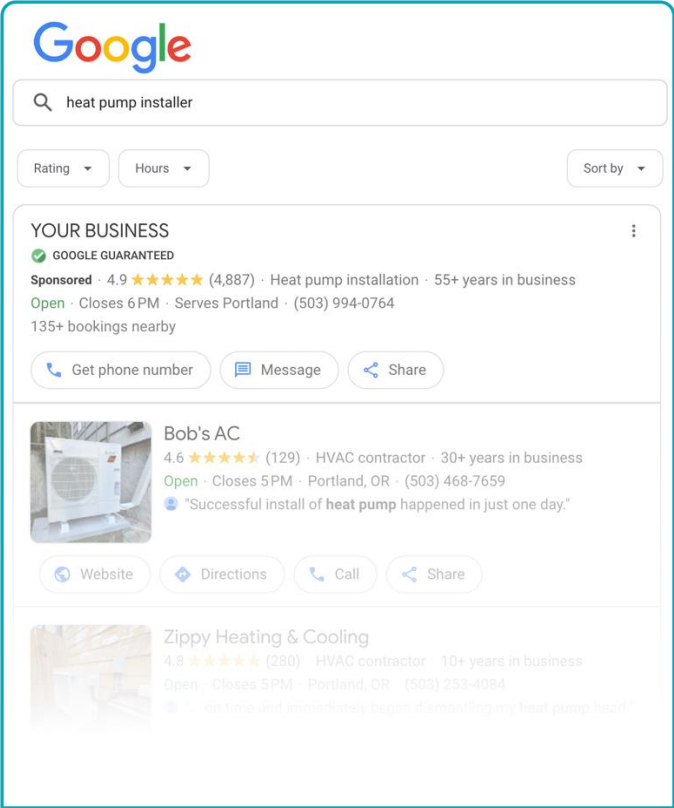 Google
heat pump installer
Rating Hours Sort by
YOUR BUSINESS
GOOGLE GUARANTEED
Sponsored · 4.9 (4,887) · Heat pump installation · 55+ years in business
Open · Closes 6 PM · Serves Portland · (503) 994-0764
135+ bookings nearby
Get phone number Message Share
Bob's AC
4.6 (129) · HVAC contractor · 30+ years in business
Open · Closes 5 PM · Portland, OR · (503) 468-7659
"Successful install of heat pump happened in just one day."
Website Directions Call Share
Zippy Heating & Cooling
4.8 (280) · HVAC contractor · 10+ years in business
Open · Closes 5 PM · Portland, OR · (503) 253-4084
"... on time and immediately began dismantling my heat pump head."